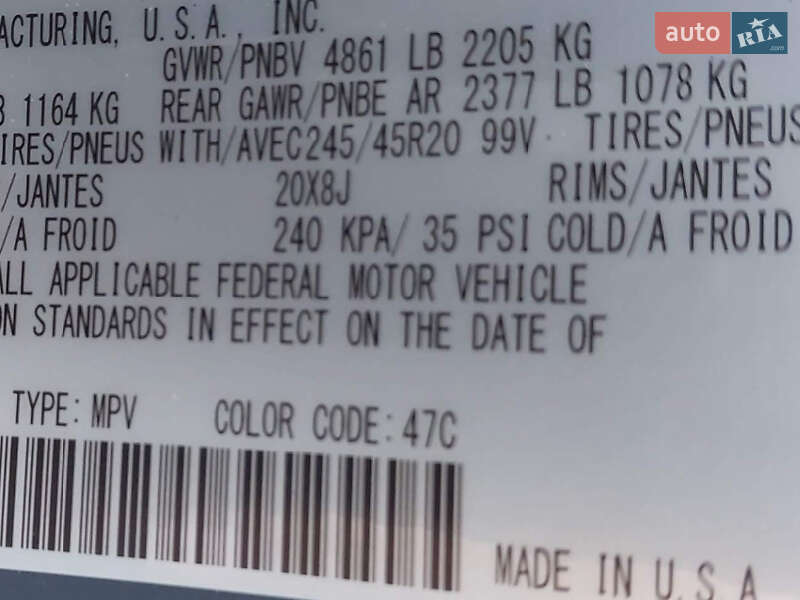 ACTURING, U.S.A., INC.
auto RIA .com
GVWR/PNBV 4861 LB 2205 KG
B 1164 KG REAR GAWR/PNBE AR 2377 LB 1078 KG
IRES/PNEUS WITH/AVEC 245/45R20 99V TIRES/PNEUS
/JANTES 20X8J RIMS/JANTES
/A FROID 240 KPA/ 35 PSI COLD/A FROID
ALL APPLICABLE FEDERAL MOTOR VEHICLE
ON STANDARDS IN EFFECT ON THE DATE OF
TYPE: MPV COLOR CODE: 47C
MADE IN U.S.A